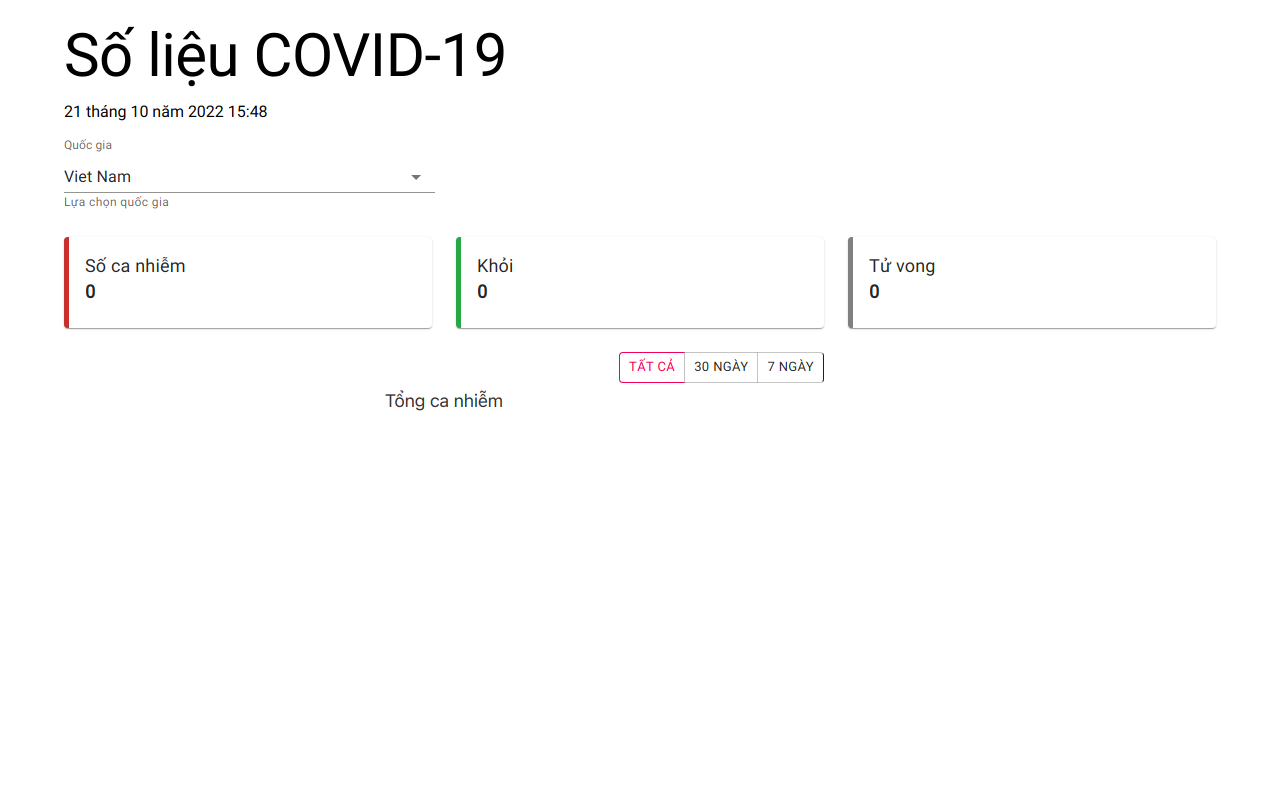 Số liệu COVID-19
21 tháng 10 năm 2022 15:48
Quốc gia
Viet Nam
Lựa chọn quốc gia
Số ca nhiễm
0
Khỏi
0
Tử vong
0
TẤT CẢ
30 NGÀY
7 NGÀY
Tổng ca nhiễm